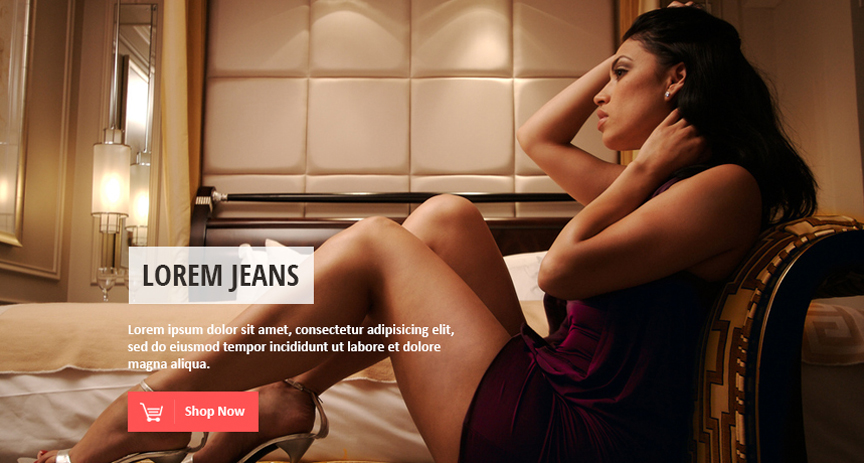 LOREM JEANS
Lorem ipsum dolor sit amet, consectetur adipisicing elit,
sed do eiusmod tempor incididunt ut labore et dolore
magna aliqua.
Shop Now